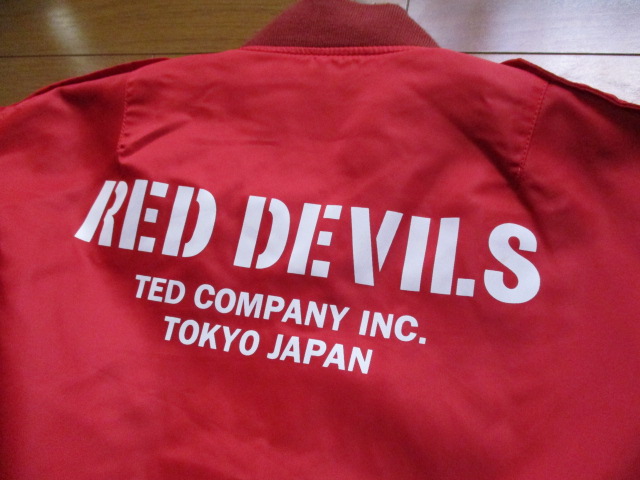 RED DEVILS
TED COMPANY INC.
TOKYO JAPAN